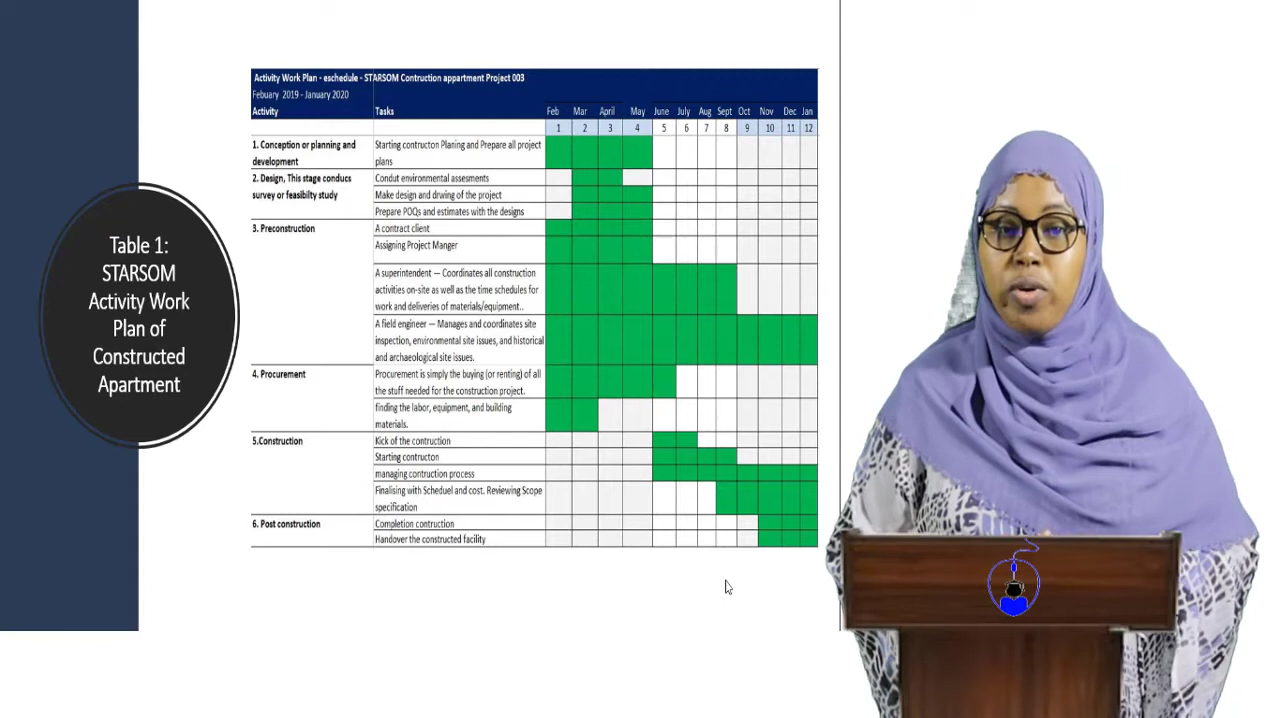 Table 1:
STARSOM
Activity Work
Plan of
Constructed
Apartment
Activity Work Plan - eschedule - STARSOM Contruction appartment Project 003
Febuary 2019 - January 2020
Activity Tasks Feb Mar April May June July Aug Sept Oct Nov Dec Jan
1 2 3 4 5 6 7 8 9 10 11 12
1. Conception or planning and
development
Starting contructon Planing and Prepare all project
plans
2. Design, This stage conducs
survey or feasibilty study
Condut environmental assesments
Make design and drwing of the project
Prepare POQs and estimates with the designs
3. Preconstruction
A contract client
Assigning Project Manger
A superintendent — Coordinates all construction
activities on-site as well as the time schedules for
work and deliveries of materials/equipment..
A field engineer — Manages and coordinates site
inspection, environmental site issues, and historical
and archaeological site issues.
4. Procurement
Procurement is simply the buying (or renting) of all
the stuff needed for the construction project.
finding the labor, equipment, and building
materials.
5.Construction
Kick of the contruction
Starting contructon
managing contruction process
Finalising with Scheduel and cost. Reviewing Scope
specification
6. Post construction
Completion contruction
Handover the constructed facility